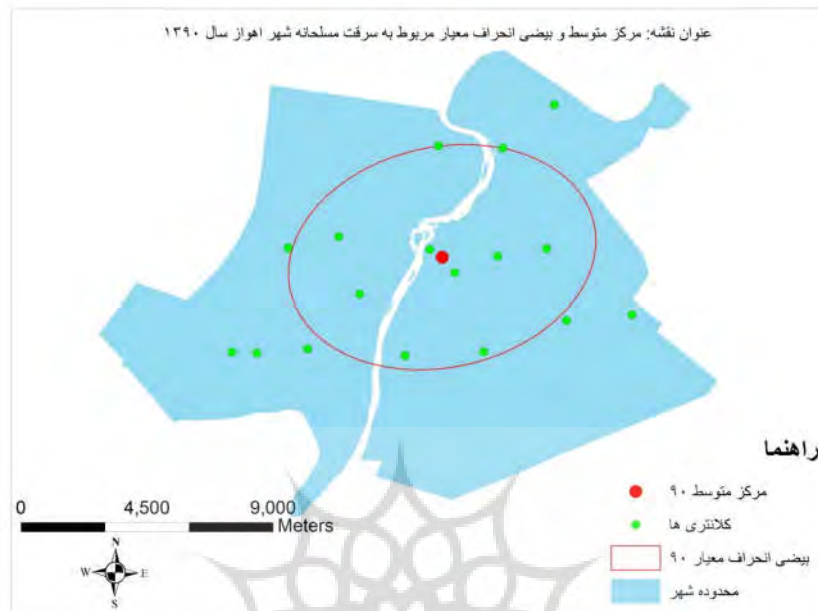 عنوان نقشه: مرکز متوسط و بیضی انحراف معیار مربوط به سرقت مسلحانه شهر اهواز سال ۱۳۹۰
راهنما
مرکز متوسط ۹۰
کلانتری ها
بیضی انحراف معیار ۹۰
محدوده شهر
0 4,500 9,000
Meters
N
W E
S